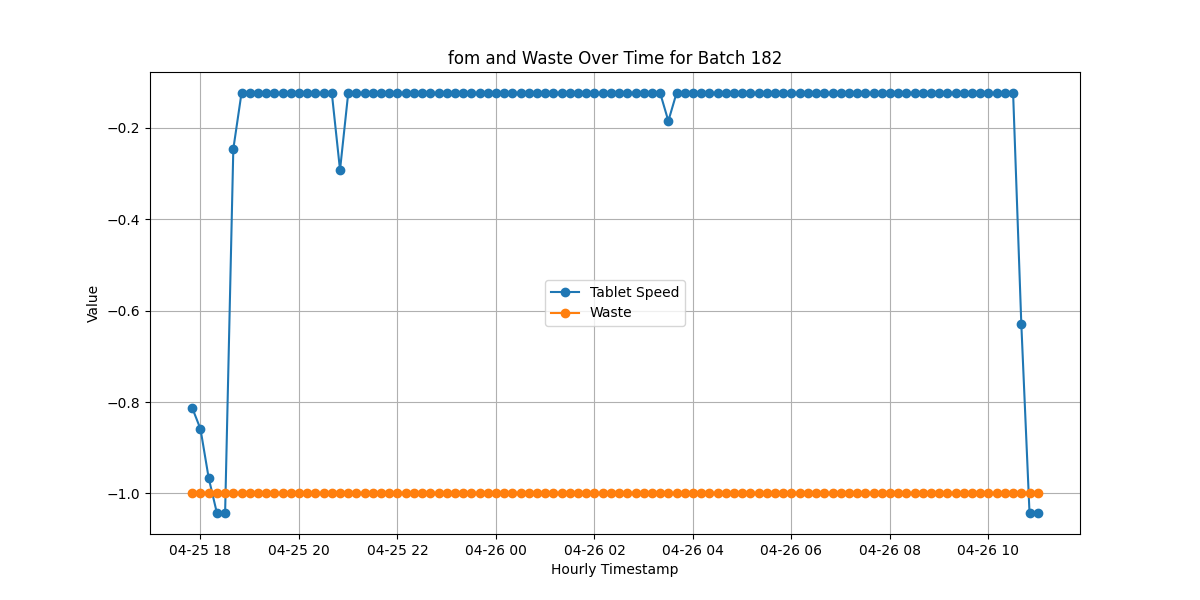 fom and Waste Over Time for Batch 182
Value
−0.2
−0.4
−0.6
−0.8
−1.0
Tablet Speed
Waste
04-25 18 04-25 20 04-25 22 04-26 00 04-26 02 04-26 04 04-26 06 04-26 08 04-26 10
Hourly Timestamp